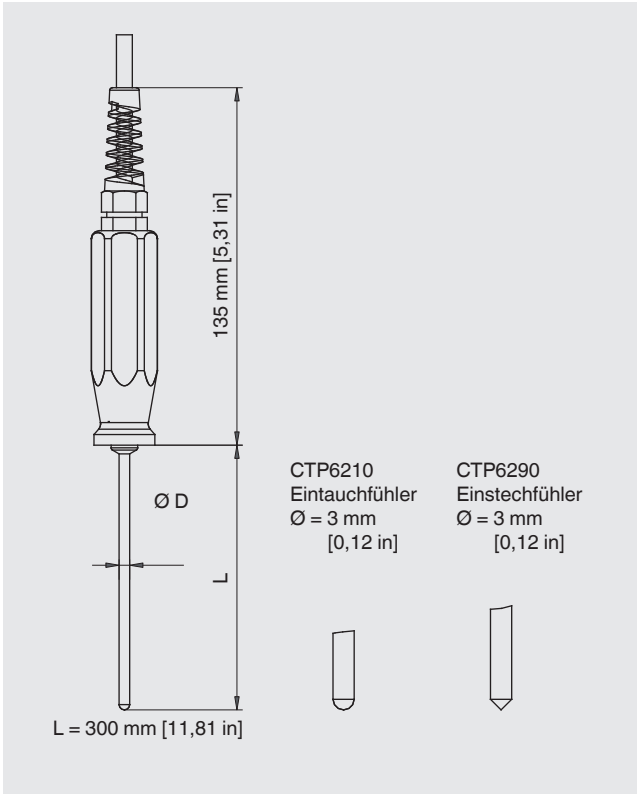 135 mm [5,31 in]
Ø D
L
L = 300 mm [11,81 in]
CTP6210
Eintauchfühler
Ø = 3 mm
[0,12 in]
CTP6290
Einstechfühler
Ø = 3 mm
[0,12 in]